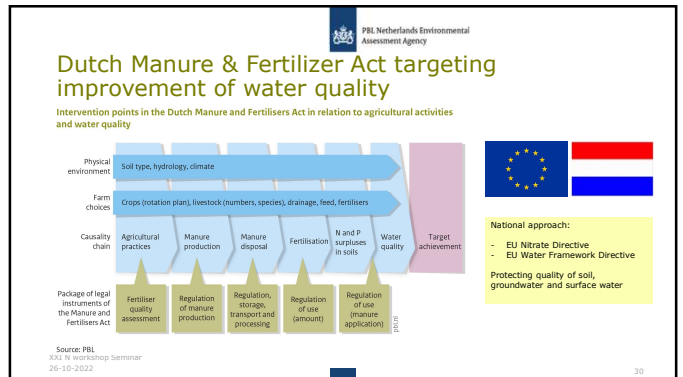 PBL Netherlands Environmental
Assessment Agency
Dutch Manure & Fertilizer Act targeting
improvement of water quality
Intervention points in the Dutch Manure and Fertilisers Act in relation to agricultural activities
and water quality
Physical
environment
Soil type, hydrology, climate
Farm
choices
Crops (rotation plan), livestock (numbers, species), drainage, feed, fertilisers
Causality
chain
Agricultural
practices
Manure
production
Manure
disposal
Fertilisation
N and P
surpluses
in soils
Water
quality
Target
achievement
Package of legal
instruments of
the Manure and
Fertilisers Act
Fertiliser
quality
assessment
Regulation
of manure
production
Regulation,
storage,
transport and
processing
Regulation
of use
(amount)
Regulation
of use
(manure
application)
pbl.nl
National approach:
- EU Nitrate Directive
- EU Water Framework Directive
Protecting quality of soil,
groundwater and surface water
Source: PBL
XXI N workshop Seminar
26-10-2022
30